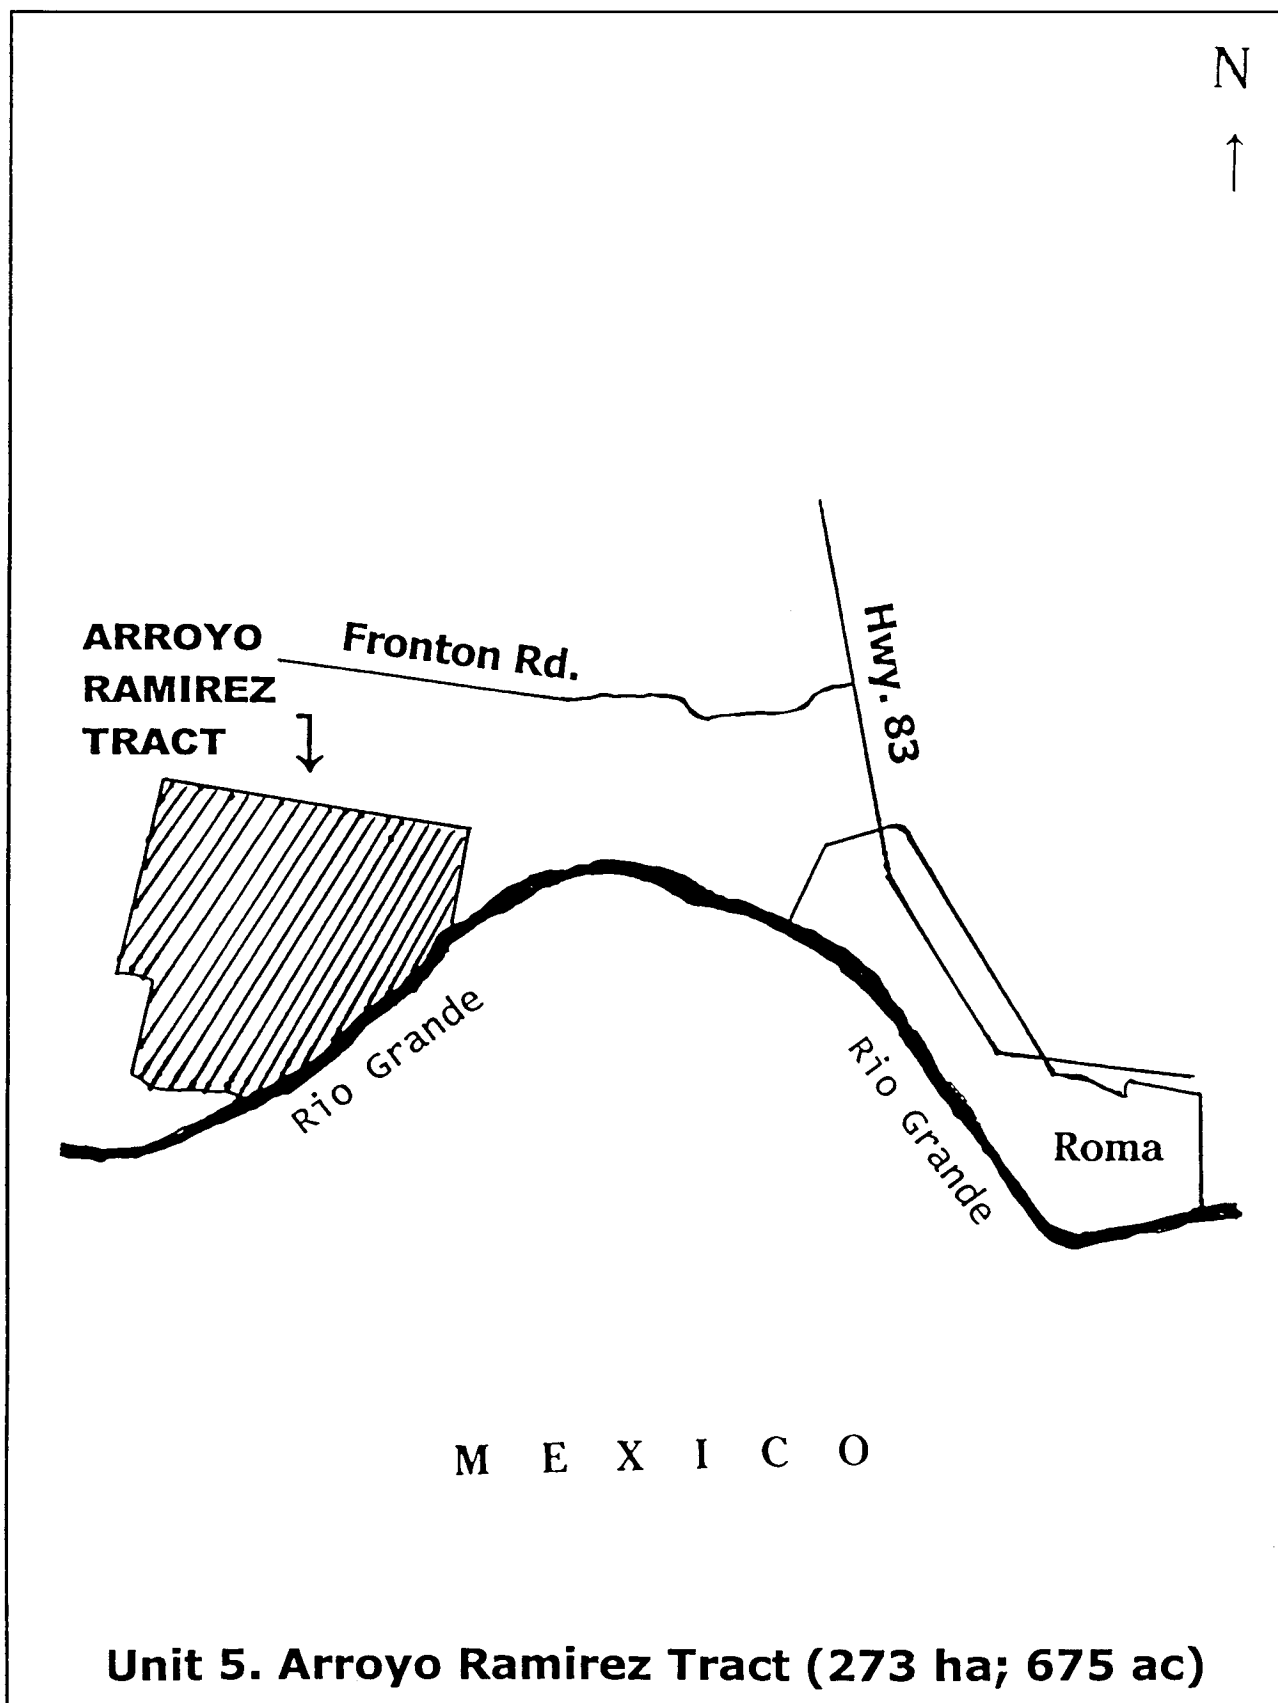 N
ARROYO
RAMIREZ
TRACT
Fronton Rd.
Hwy. 83
Rio Grande
Rio Grande
Roma
MEXICO
Unit 5. Arroyo Ramirez Tract (273 ha; 675 ac)